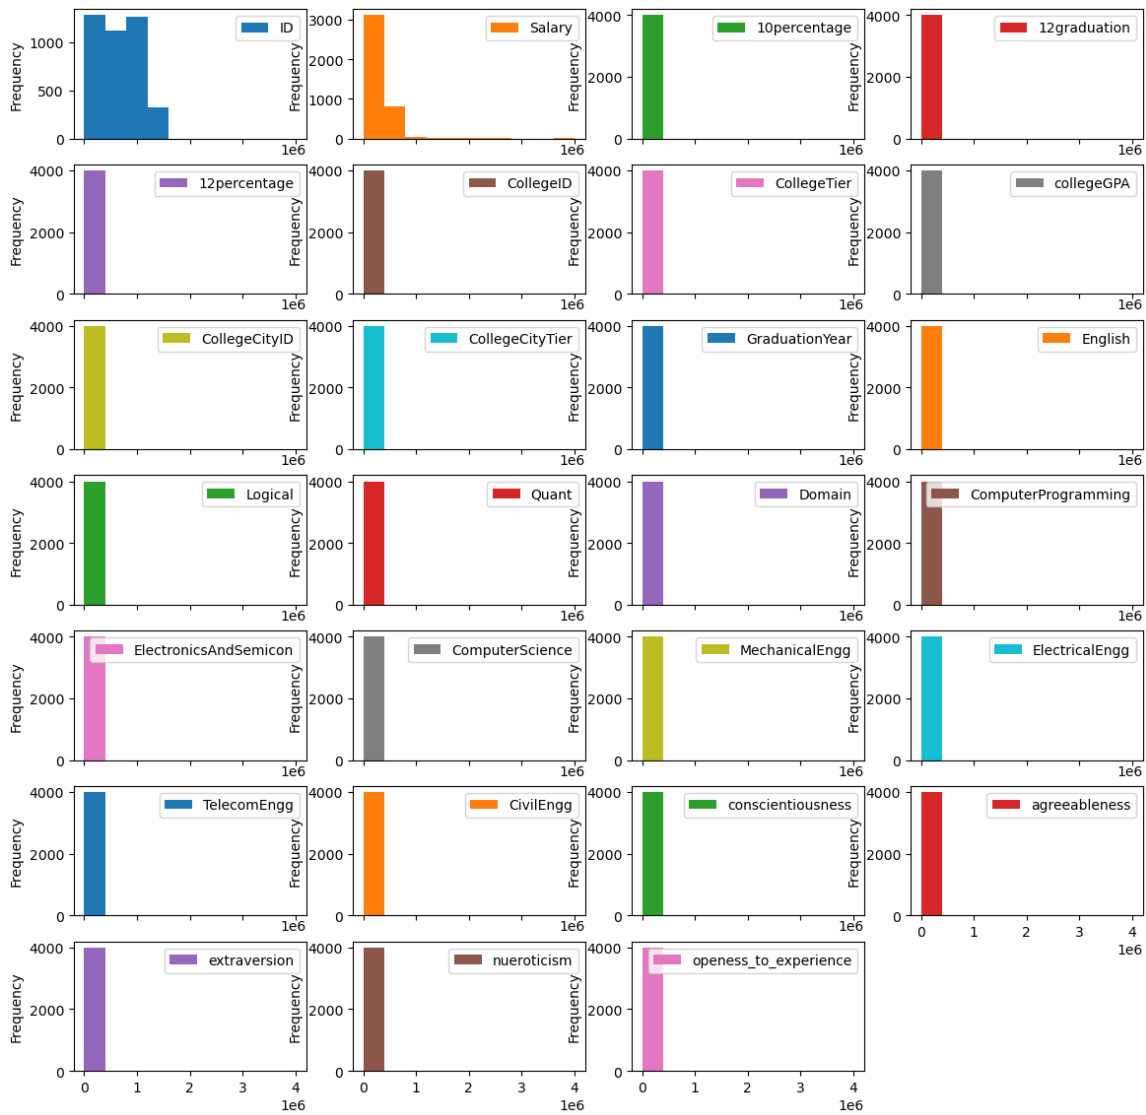 Frequency
1000
500
0
ID
1e6
Frequency
3000
2000
1000
0
Salary
1e6
Frequency
4000
2000
0
10percentage
1e6
Frequency
4000
2000
0
12graduation
1e6
Frequency
4000
2000
0
12percentage
1e6
Frequency
4000
2000
0
CollegeID
1e6
Frequency
4000
2000
0
CollegeTier
1e6
Frequency
4000
2000
0
collegeGPA
1e6
Frequency
4000
2000
0
CollegeCityID
1e6
Frequency
4000
2000
0
CollegeCityTier
1e6
Frequency
4000
2000
0
GraduationYear
1e6
Frequency
4000
2000
0
English
1e6
Frequency
4000
2000
0
Logical
1e6
Frequency
4000
2000
0
Quant
1e6
Frequency
4000
2000
0
Domain
1e6
Frequency
4000
2000
0
ComputerProgramming
1e6
Frequency
4000
2000
0
ElectronicsAndSemicon
1e6
Frequency
4000
2000
0
ComputerScience
1e6
Frequency
4000
2000
0
MechanicalEngg
1e6
Frequency
4000
2000
0
ElectricalEngg
1e6
Frequency
4000
2000
0
TelecomEngg
1e6
Frequency
4000
2000
0
CivilEngg
1e6
Frequency
4000
2000
0
conscientiousness
1e6
Frequency
4000
2000
0
agreeableness
0 1 2 3 4
1e6
Frequency
4000
2000
0
extraversion
0 1 2 3 4
1e6
Frequency
4000
2000
0
nueroticism
0 1 2 3 4
1e6
Frequency
4000
2000
0
openess_to_experience
0 1 2 3 4
1e6